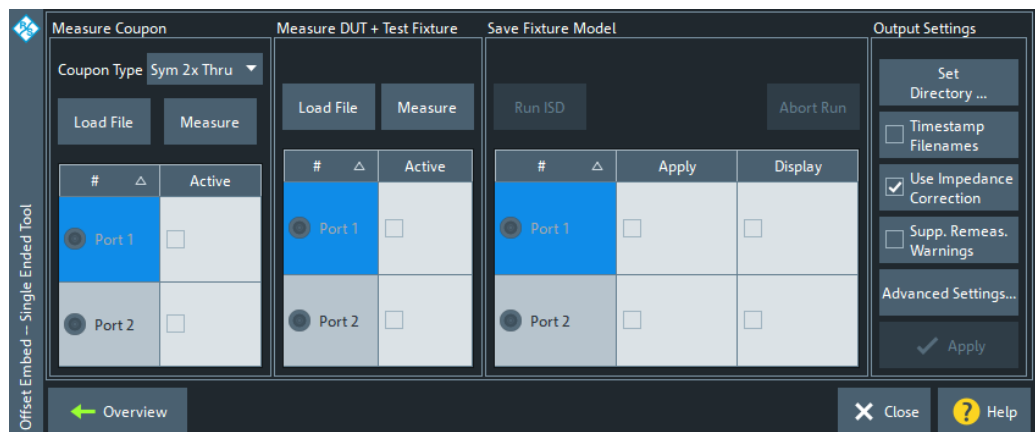 Measure Coupon
Measure DUT + Test Fixture
Save Fixture Model
Output Settings
Coupon Type Sym 2x Thru
Load File
Measure
Load File
Measure
Run ISD
Abort Run
Set
Directory ...
Timestamp
Filenames
Use Impedance
Correction
Supp. Remeas.
Warnings
Advanced Settings...
Apply
# Active
Port 1
Port 2
# Active
Port 1
Port 2
# Apply Display
Port 1
Port 2
Offset Embed -- Single Ended Tool
Overview
Close
? Help